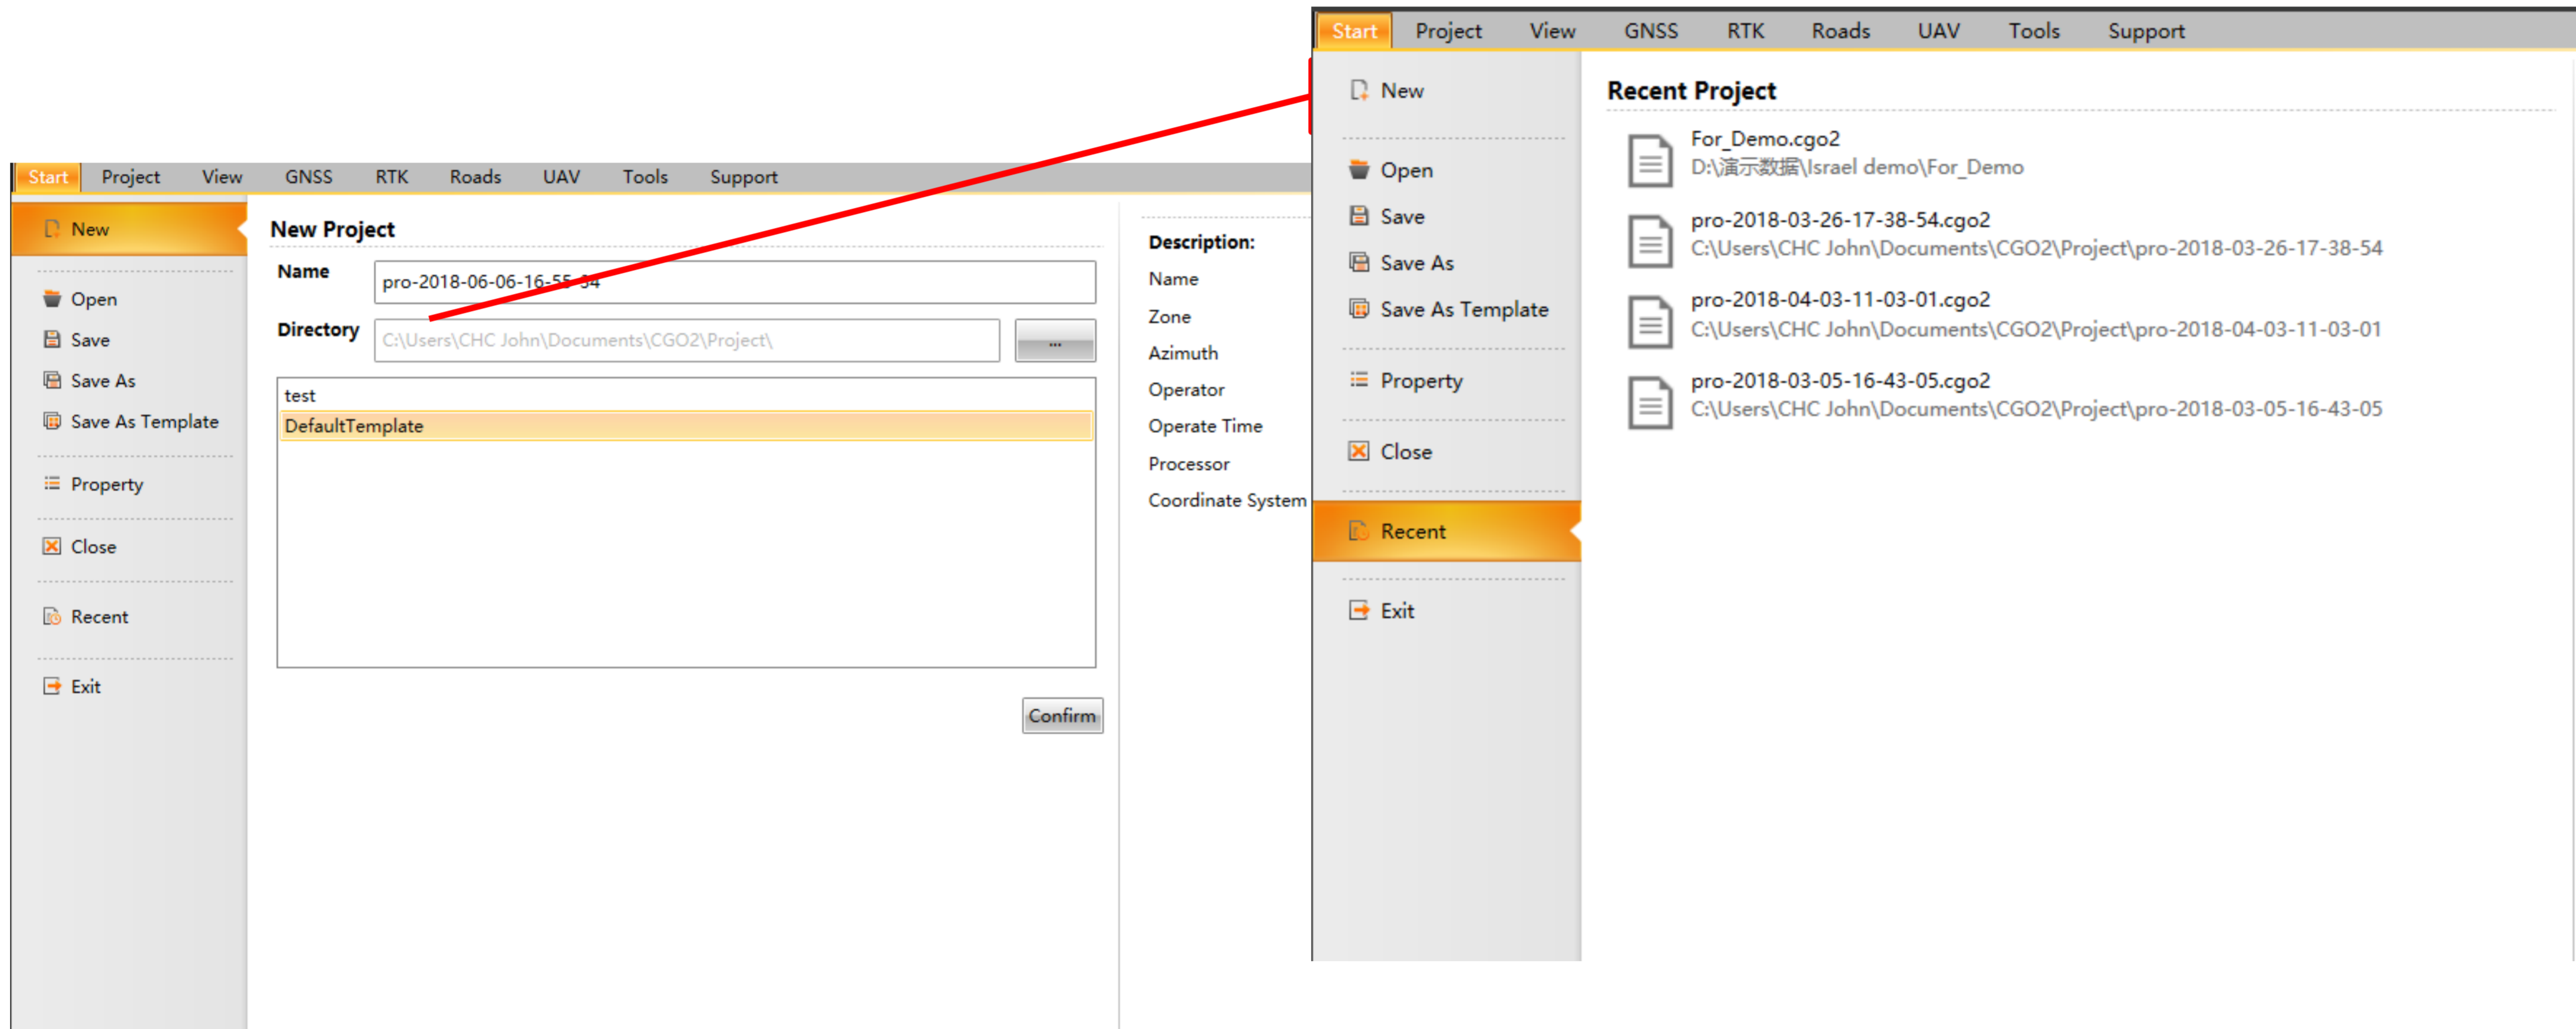 Start Project View GNSS RTK Roads UAV Tools Support
New
Open
Save
Save As
Save As Template
Property
Close
Recent
Exit
New Project
Name
pro-2018-06-06-16-55-34
Directory
C:\Users\CHC John\Documents\CGO2\Project\
...
test
DefaultTemplate
Confirm
Description:
Name
Zone
Azimuth
Operator
Operate Time
Processor
Coordinate System
Start Project View GNSS RTK Roads UAV Tools Support
New
Open
Save
Save As
Save As Template
Property
Close
Recent
Exit
Recent Project
For_Demo.cgo2
D:\演示数据\Israel demo\For_Demo
pro-2018-03-26-17-38-54.cgo2
C:\Users\CHC John\Documents\CGO2\Project\pro-2018-03-26-17-38-54
pro-2018-04-03-11-03-01.cgo2
C:\Users\CHC John\Documents\CGO2\Project\pro-2018-04-03-11-03-01
pro-2018-03-05-16-43-05.cgo2
C:\Users\CHC John\Documents\CGO2\Project\pro-2018-03-05-16-43-05